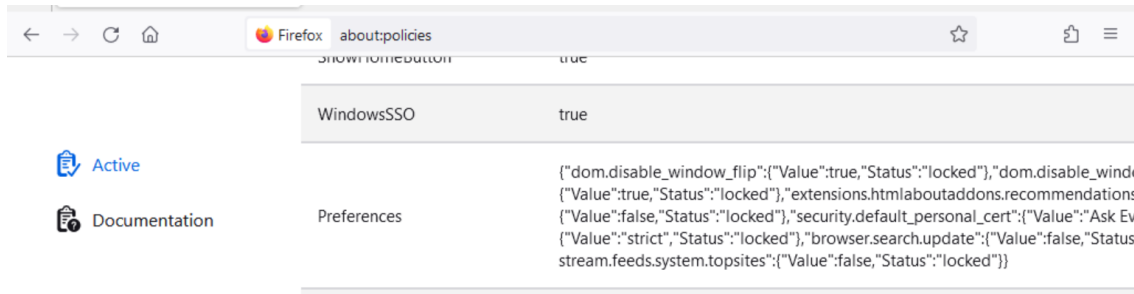 Firefox about:policies
ShowHomeButton true
WindowsSSO true
Active
Documentation
Preferences
{"dom.disable_window_flip":{"Value":true,"Status":"locked"},"dom.disable_windo
{"Value":true,"Status":"locked"},"extensions.htmlaboutaddons.recommendations
{"Value":false,"Status":"locked"},"security.default_personal_cert":{"Value":"Ask Ev
{"Value":"strict","Status":"locked"},"browser.search.update":{"Value":false,"Status
stream.feeds.system.topsites":{"Value":false,"Status":"locked"}}